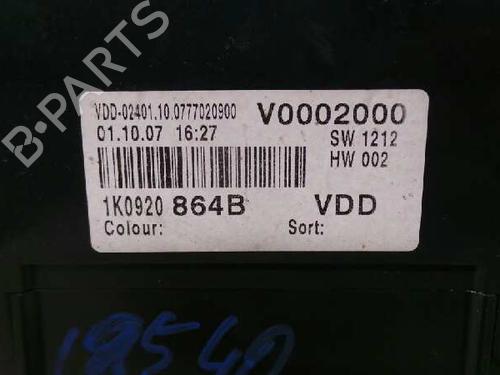 B-PARTS
VDD-02401.10.0777020900 V0002000
01.10.07 16:27 SW 1212
HW 002
1K0920 864B VDD
Colour: Sort:
18540